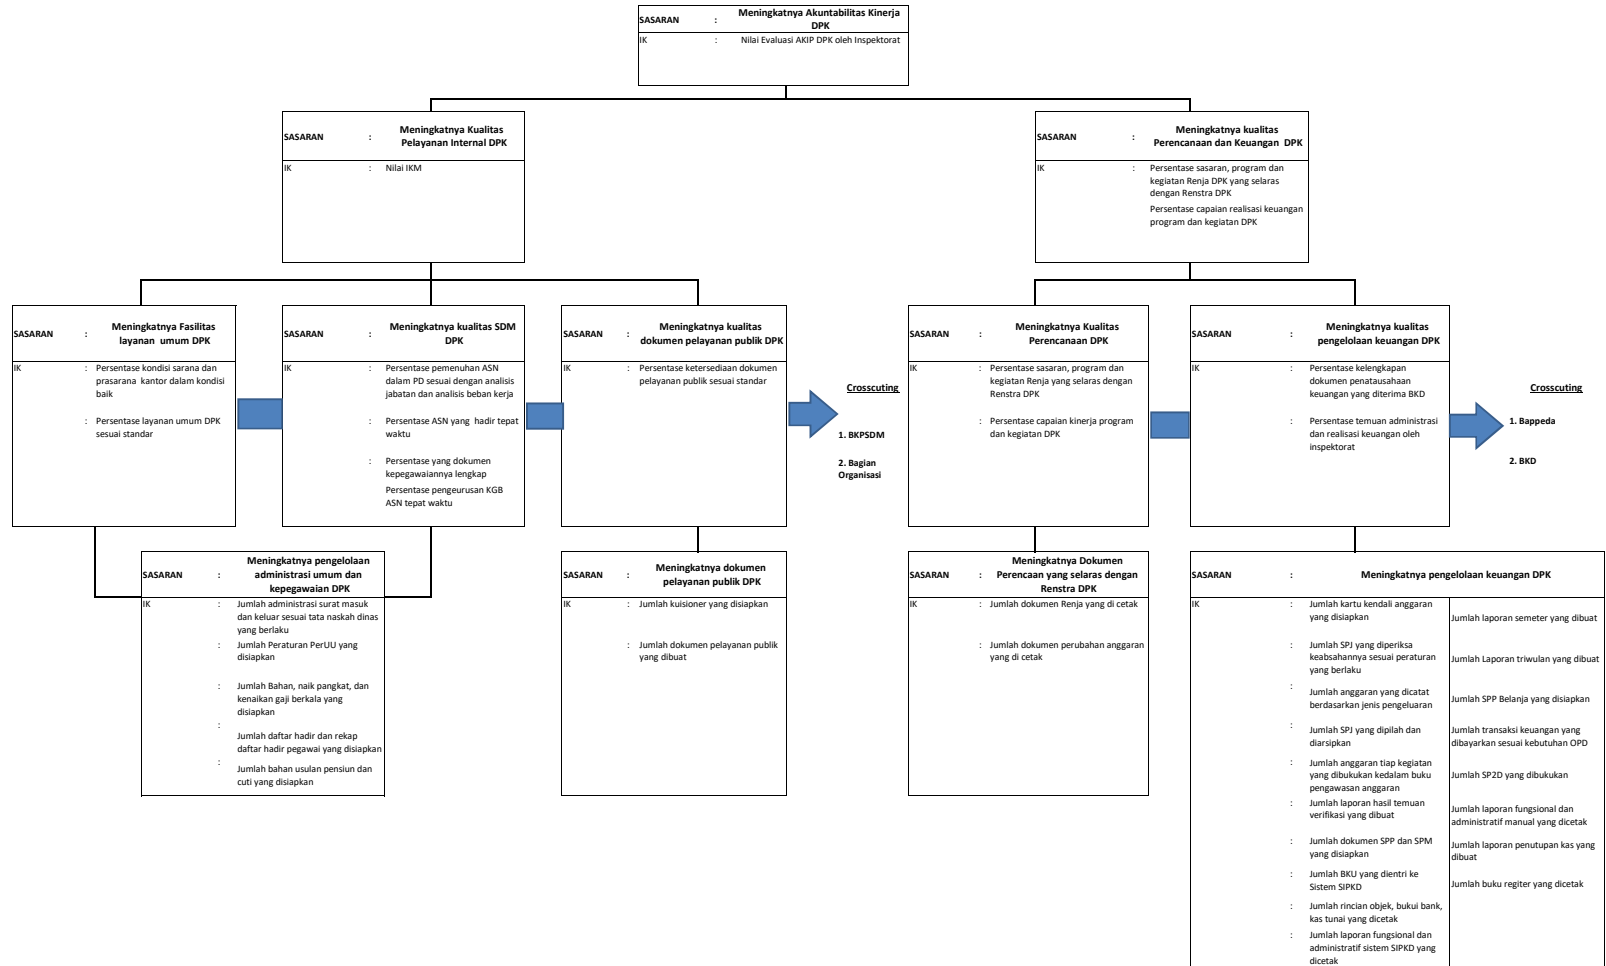 SASARAN : Meningkatnya Akuntabilitas Kinerja
DPK
IK : Nilai Evaluasi AKIP DPK oleh Inspektorat
SASARAN : Meningkatnya Kualitas
Pelayanan Internal DPK
IK : Nilai IKM
SASARAN : Meningkatnya kualitas
Perencanaan dan Keuangan DPK
IK : Persentase sasaran, program dan
kegiatan Renja DPK yang selaras
dengan Renstra DPK
Persentase capaian realisasi keuangan
program dan kegiatan DPK
SASARAN : Meningkatnya Fasilitas
layanan umum DPK
IK : Persentase kondisi sarana dan
prasarana kantor dalam kondisi
baik
: Persentase layanan umum DPK
sesuai standar
SASARAN : Meningkatnya kualitas SDM
DPK
IK : Persentase pemenuhan ASN
dalam PD sesuai dengan analisis
jabatan dan analisis beban kerja
: Persentase ASN yang hadir tepat
waktu
: Persentase yang dokumen
kepegawaiannya lengkap
Persentase pengeurusan KGB
ASN tepat waktu
SASARAN : Meningkatnya kualitas
dokumen pelayanan publik DPK
IK : Persentase ketersediaan dokumen
pelayanan publik sesuai standar
Crosscuting
1. BKPSDM
2. Bagian
Organisasi
SASARAN : Meningkatnya Kualitas
Perencanaan DPK
IK : Persentase sasaran, program dan
kegiatan Renja yang selaras dengan
Renstra DPK
: Persentase capaian kinerja program
dan kegiatan DPK
SASARAN : Meningkatnya kualitas
pengelolaan keuangan DPK
IK : Persentase kelengkapan
dokumen penatausahaan
keuangan yang diterima BKD
: Persentase temuan administrasi
dan realisasi keuangan oleh
inspektorat
Crosscuting
1. Bappeda
2. BKD
SASARAN : Meningkatnya pengelolaan
administrasi umum dan
kepegawaian DPK
IK : Jumlah administrasi surat masuk
dan keluar sesuai tata naskah dinas
yang berlaku
: Jumlah Peraturan PerUU yang
disiapkan
: Jumlah Bahan, naik pangkat, dan
kenaikan gaji berkala yang
disiapkan
:
Jumlah daftar hadir dan rekap
daftar hadir pegawai yang disiapkan
:
Jumlah bahan usulan pensiun dan
cuti yang disiapkan
SASARAN : Meningkatnya dokumen
pelayanan publik DPK
IK : Jumlah kuisioner yang disiapkan
: Jumlah dokumen pelayanan publik
yang dibuat
SASARAN : Meningkatnya Dokumen
Perencaan yang selaras dengan
Renstra DPK
IK : Jumlah dokumen Renja yang di cetak
: Jumlah dokumen perubahan anggaran
yang di cetak
SASARAN : Meningkatnya pengelolaan keuangan DPK
IK : Jumlah kartu kendali anggaran
yang disiapkan
: Jumlah SPJ yang diperiksa
keabsahannya sesuai peraturan
yang berlaku
:
Jumlah anggaran yang dicatat
berdasarkan jenis pengeluaran
:
Jumlah SPJ yang dipilah dan
diarsipkan
: Jumlah anggaran tiap kegiatan
yang dibukukan kedalam buku
pengawasan anggaran
: Jumlah laporan hasil temuan
verifikasi yang dibuat
: Jumlah dokumen SPP dan SPM
yang disiapkan
: Jumlah BKU yang dientri ke
Sistem SIPKD
: Jumlah rincian objek, bukui bank,
kas tunai yang dicetak
: Jumlah laporan fungsional dan
administratif sistem SIPKD yang
dicetak
Jumlah laporan semeter yang dibuat
Jumlah Laporan triwulan yang dibuat
Jumlah SPP Belanja yang disiapkan
Jumlah transaksi keuangan yang
dibayarkan sesuai kebutuhan OPD
Jumlah SP2D yang dibukukan
Jumlah laporan fungsional dan
administratif manual yang dicetak
Jumlah laporan penutupan kas yang
dibuat
Jumlah buku regiter yang dicetak